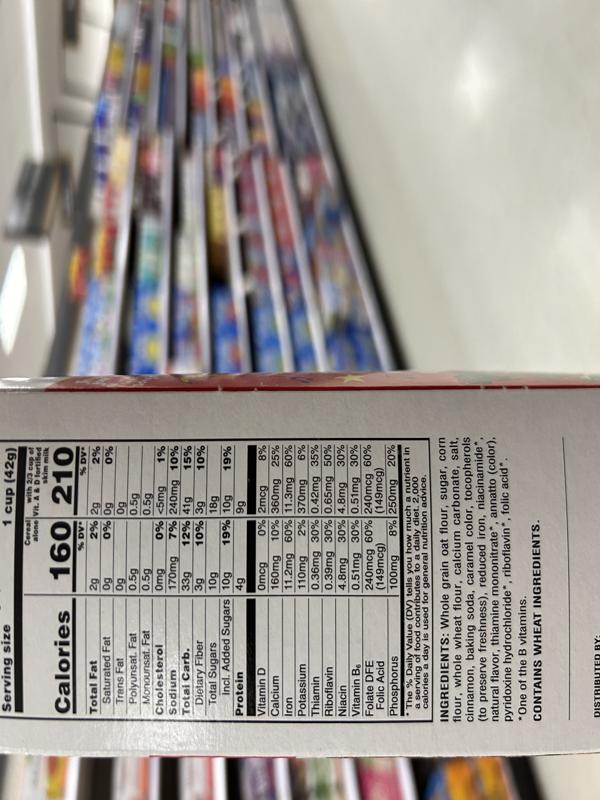 Serving size 1 cup (42g)
Cereal with 2/3 cup of
alone Vit. A & D fortified
skim milk
Calories 160 210
% DV* % DV*
Total Fat 2g 2% 2g 2%
Saturated Fat 0g 0% 0g 0%
Trans Fat 0g 0g
Polyunsat. Fat 0.5g 0.5g
Monounsat. Fat 0.5g 0.5g
Cholesterol 0mg 0% <5mg 1%
Sodium 170mg 7% 240mg 10%
Total Carb. 33g 12% 41g 15%
Dietary Fiber 3g 10% 3g 10%
Total Sugars 10g 18g
Incl. Added Sugars 10g 19% 10g 19%
Protein 4g 9g
Vitamin D 0mcg 0% 2mcg 8%
Calcium 160mg 10% 360mg 25%
Iron 11.2mg 60% 11.3mg 60%
Potassium 110mg 2% 370mg 6%
Thiamin 0.36mg 30% 0.42mg 35%
Riboflavin 0.39mg 30% 0.65mg 50%
Niacin 4.8mg 30% 4.8mg 30%
Vitamin B6 0.51mg 30% 0.51mg 30%
Folate DFE 240mcg 60% 240mcg 60%
Folic Acid (149mcg) (149mcg)
Phosphorus 100mg 8% 250mg 20%
* The % Daily Value (DV) tells you how much a nutrient in
a serving of food contributes to a daily diet. 2,000
calories a day is used for general nutrition advice.
INGREDIENTS: Whole grain oat flour, sugar, corn
flour, whole wheat flour, calcium carbonate, salt,
cinnamon, baking soda, caramel color, tocopherols
(to preserve freshness), reduced iron, niacinamide*,
natural flavor, thiamine mononitrate*, annatto (color),
pyridoxine hydrochloride*, riboflavin*, folic acid*.
*One of the B vitamins.
CONTAINS WHEAT INGREDIENTS.
DISTRIBUTED BY: